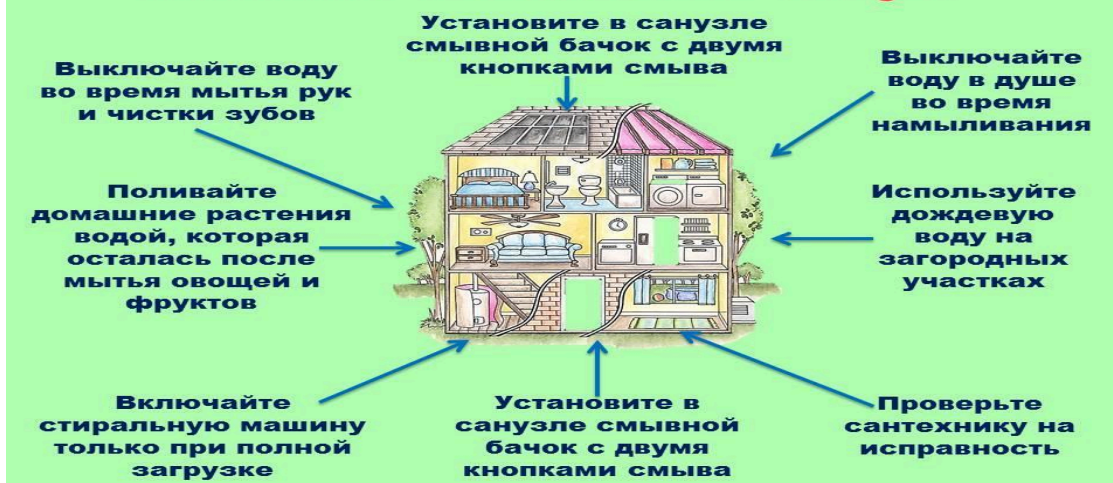 Установите в санузле
смывной бачок с двумя
кнопками смыва
Выключайте воду
во время мытья рук
и чистки зубов
Выключайте
воду в душе
во время
намыливания
Поливайте
домашние растения
водой, которая
осталась после
мытья овощей и
фруктов
Используйте
дождевую
воду на
загородных
участках
Включайте
стиральную машину
только при полной
загрузке
Установите в
санузле смывной
бачок с двумя
кнопками смыва
Проверьте
сантехнику на
исправность